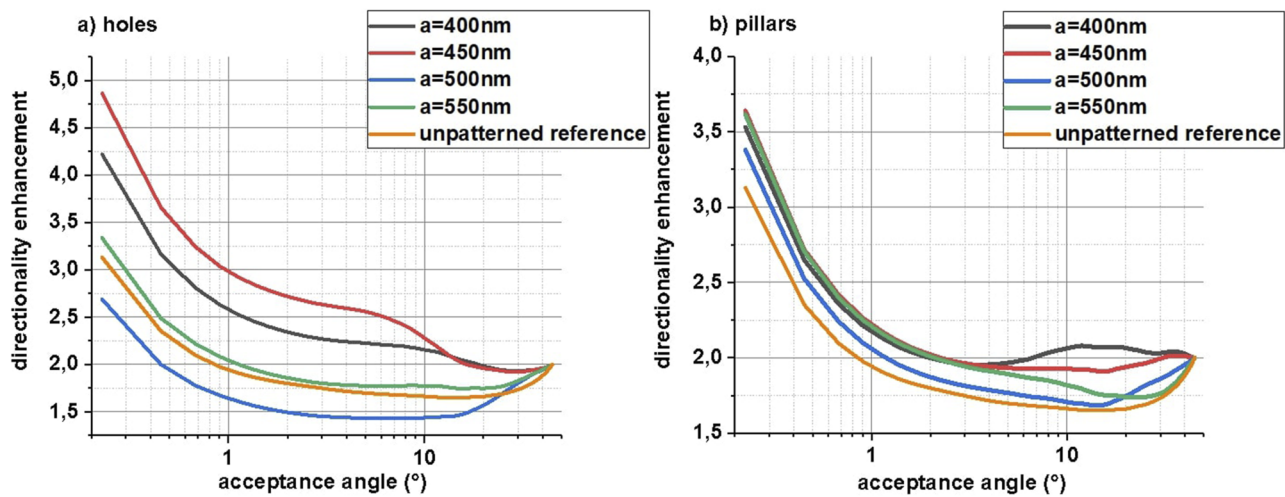 a) holes
a=400nm
a=450nm
a=500nm
a=550nm
unpatterned reference
5,0
4,5
4,0
3,5
3,0
2,5
2,0
1,5
directionality enhancement
1
10
acceptance angle (°)
b) pillars
a=400nm
a=450nm
a=500nm
a=550nm
unpatterned reference
4,0
3,5
3,0
2,5
2,0
1,5
directionality enhancement
1
10
acceptance angle (°)